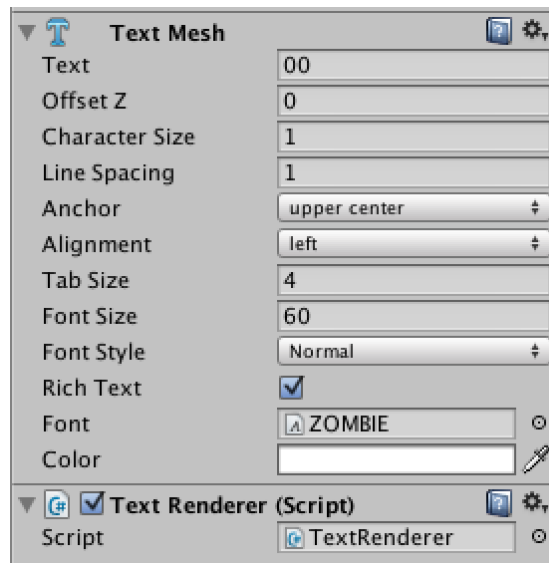 Text Mesh
Text 00
Offset Z 0
Character Size 1
Line Spacing 1
Anchor upper center
Alignment left
Tab Size 4
Font Size 60
Font Style Normal
Rich Text
Font ZOMBIE
Color
Text Renderer (Script)
Script TextRenderer